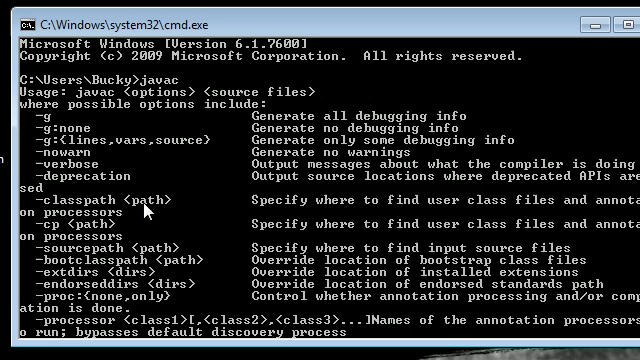 C:\Windows\system32\cmd.exe
Microsoft Windows [Version 6.1.7600]
Copyright (c) 2009 Microsoft Corporation.  All rights reserved.
C:\Users\Bucky>javac
Usage: javac <options> <source files>
where possible options include:
-g                         Generate all debugging info
-g:none                    Generate no debugging info
-g:{lines,vars,source}     Generate only some debugging info
-nowarn                    Generate no warnings
-verbose                   Output messages about what the compiler is doing
-deprecation               Output source locations where deprecated APIs are
sed
-classpath <path>          Specify where to find user class files and annota
on processors
-cp <path>                 Specify where to find user class files and annota
on processors
-sourcepath <path>         Specify where to find input source files
-bootclasspath <path>      Override location of bootstrap class files
-extdirs <dirs>            Override location of installed extensions
-endorseddirs <dirs>       Override location of endorsed standards path
-proc:{none,only}          Control whether annotation processing and/or comp
ation is done.
-processor <class1>[,<class2>,<class3>...]Names of the annotation processors
o run; bypasses default discovery process